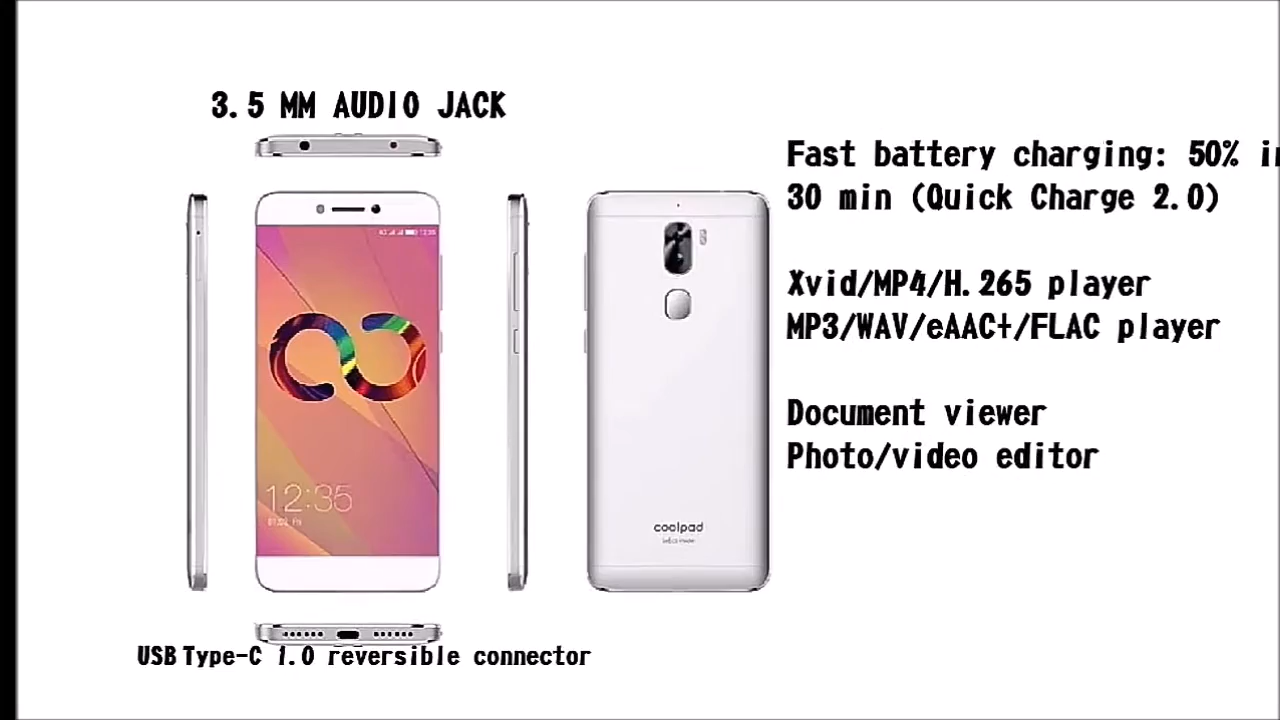 3.5 MM AUDIO JACK
Fast battery charging: 50% in
30 min (Quick Charge 2.0)
Xvid/MP4/H.265 player
MP3/WAV/eAAC+/FLAC player
Document viewer
Photo/video editor
12:35
coolpad
USB Type-C 1.0 reversible connector